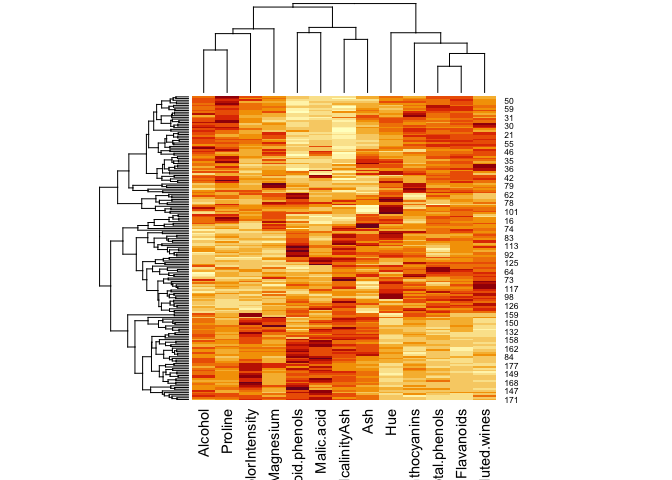 50
59
31
30
21
55
46
35
36
42
79
62
78
101
16
74
83
113
92
125
64
73
117
98
126
159
150
132
158
162
84
177
149
168
147
171
Alcohol
Proline
lorIntensity
Magnesium
oid.phenols
Malic.acid
lcalinityAsh
Ash
Hue
thocyanins
tal.phenols
Flavanoids
luted.wines